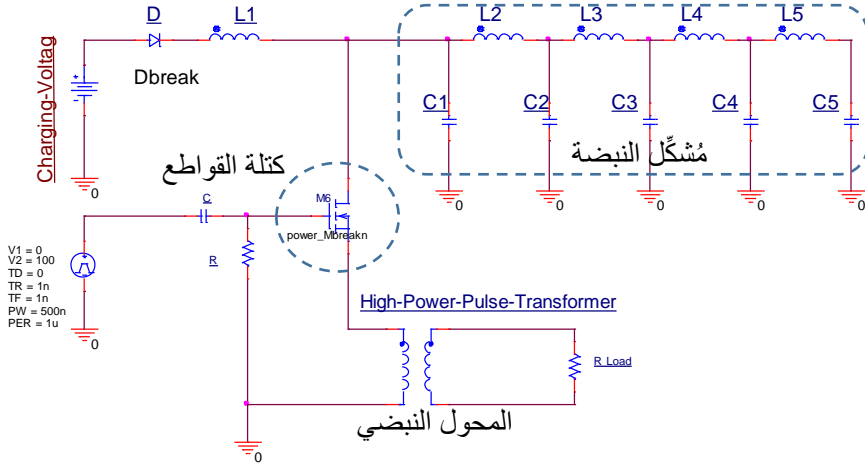 D
L1
L2
L3
L4
L5
Charging-Voltag
Dbreak
C1
C2
C3
C4
C5
مُشكِّل النبضة
كتلة القواطع
0
0
0
0
0
0
C
M6
power_Mbreakn
R
V1 = 0
V2 = 100
TD = 0
TR = 1n
TF = 1n
PW = 500n
PER = 1u
0
High-Power-Pulse-Transformer
R_Load
المحول النبضي
0